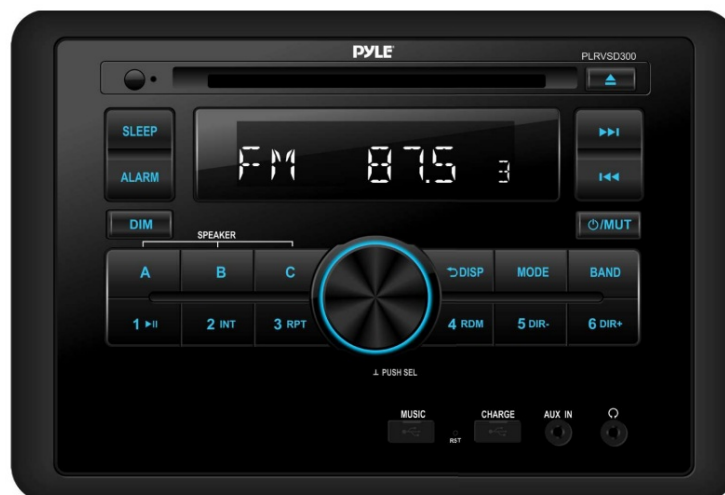 PYLE
PLRVSD300
SLEEP
FM 87.5 3
ALARM
DIM
SPEAKER
⏻/MUT
A B C DISP MODE BAND
1 2 INT 3 RPT 4 RDM 5 DIR- 6 DIR+
PUSH SEL
MUSIC CHARGE AUX IN
RST